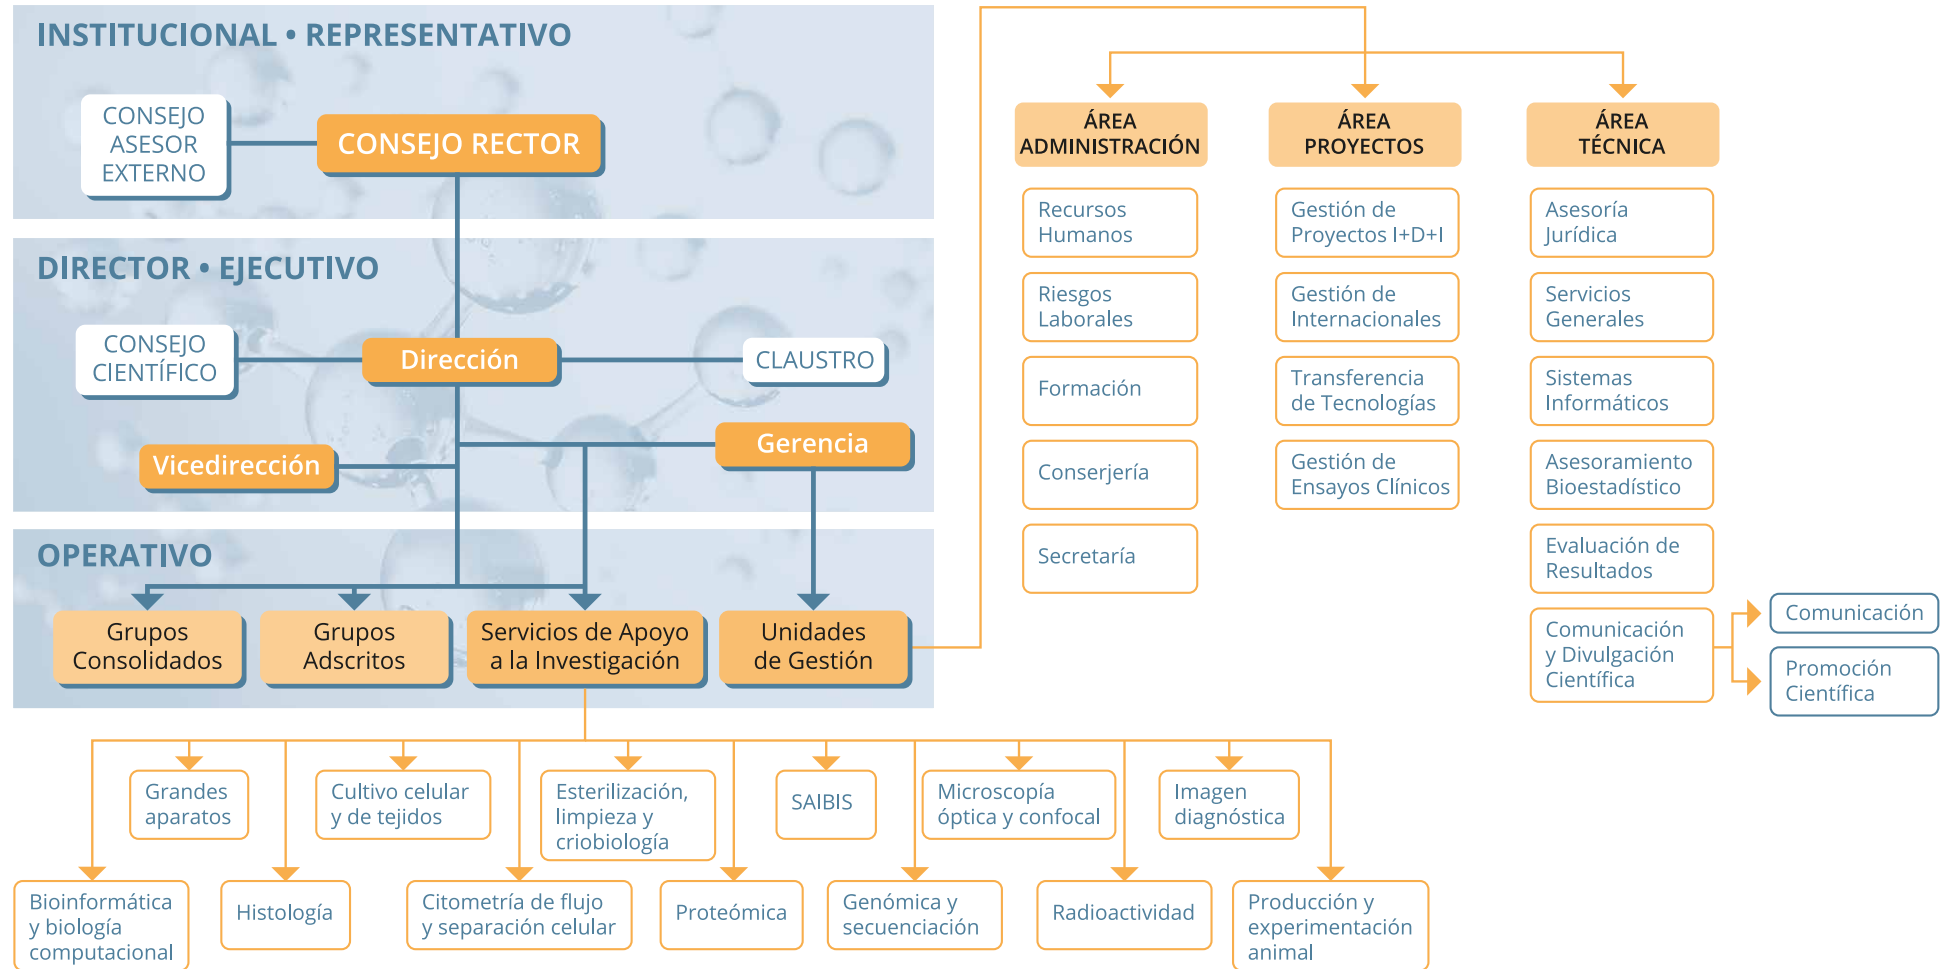 INSTITUCIONAL • REPRESENTATIVO
CONSEJO
ASESOR
EXTERNO
CONSEJO RECTOR
DIRECTOR • EJECUTIVO
CONSEJO
CIENTÍFICO
Dirección
CLAUSTRO
Vicedirección
Gerencia
OPERATIVO
Grupos
Consolidados
Grupos
Adscritos
Servicios de Apoyo
a la Investigación
Unidades
de Gestión
ÁREA
ADMINISTRACIÓN
Recursos
Humanos
Riesgos
Laborales
Formación
Conserjería
Secretaría
ÁREA
PROYECTOS
Gestión de
Proyectos I+D+I
Gestión de
Internacionales
Transferencia
de Tecnologías
Gestión de
Ensayos Clínicos
ÁREA
TÉCNICA
Asesoría
Jurídica
Servicios
Generales
Sistemas
Informáticos
Asesoramiento
Bioestadístico
Evaluación de
Resultados
Comunicación
y Divulgación
Científica
Comunicación
Promoción
Científica
Grandes
aparatos
Cultivo celular
y de tejidos
Esterilización,
limpieza y
criobiología
SAIBIS
Microscopía
óptica y confocal
Imagen
diagnóstica
Bioinformática
y biología
computacional
Histología
Citometría de flujo
y separación celular
Proteómica
Genómica y
secuenciación
Radioactividad
Producción y
experimentación
animal